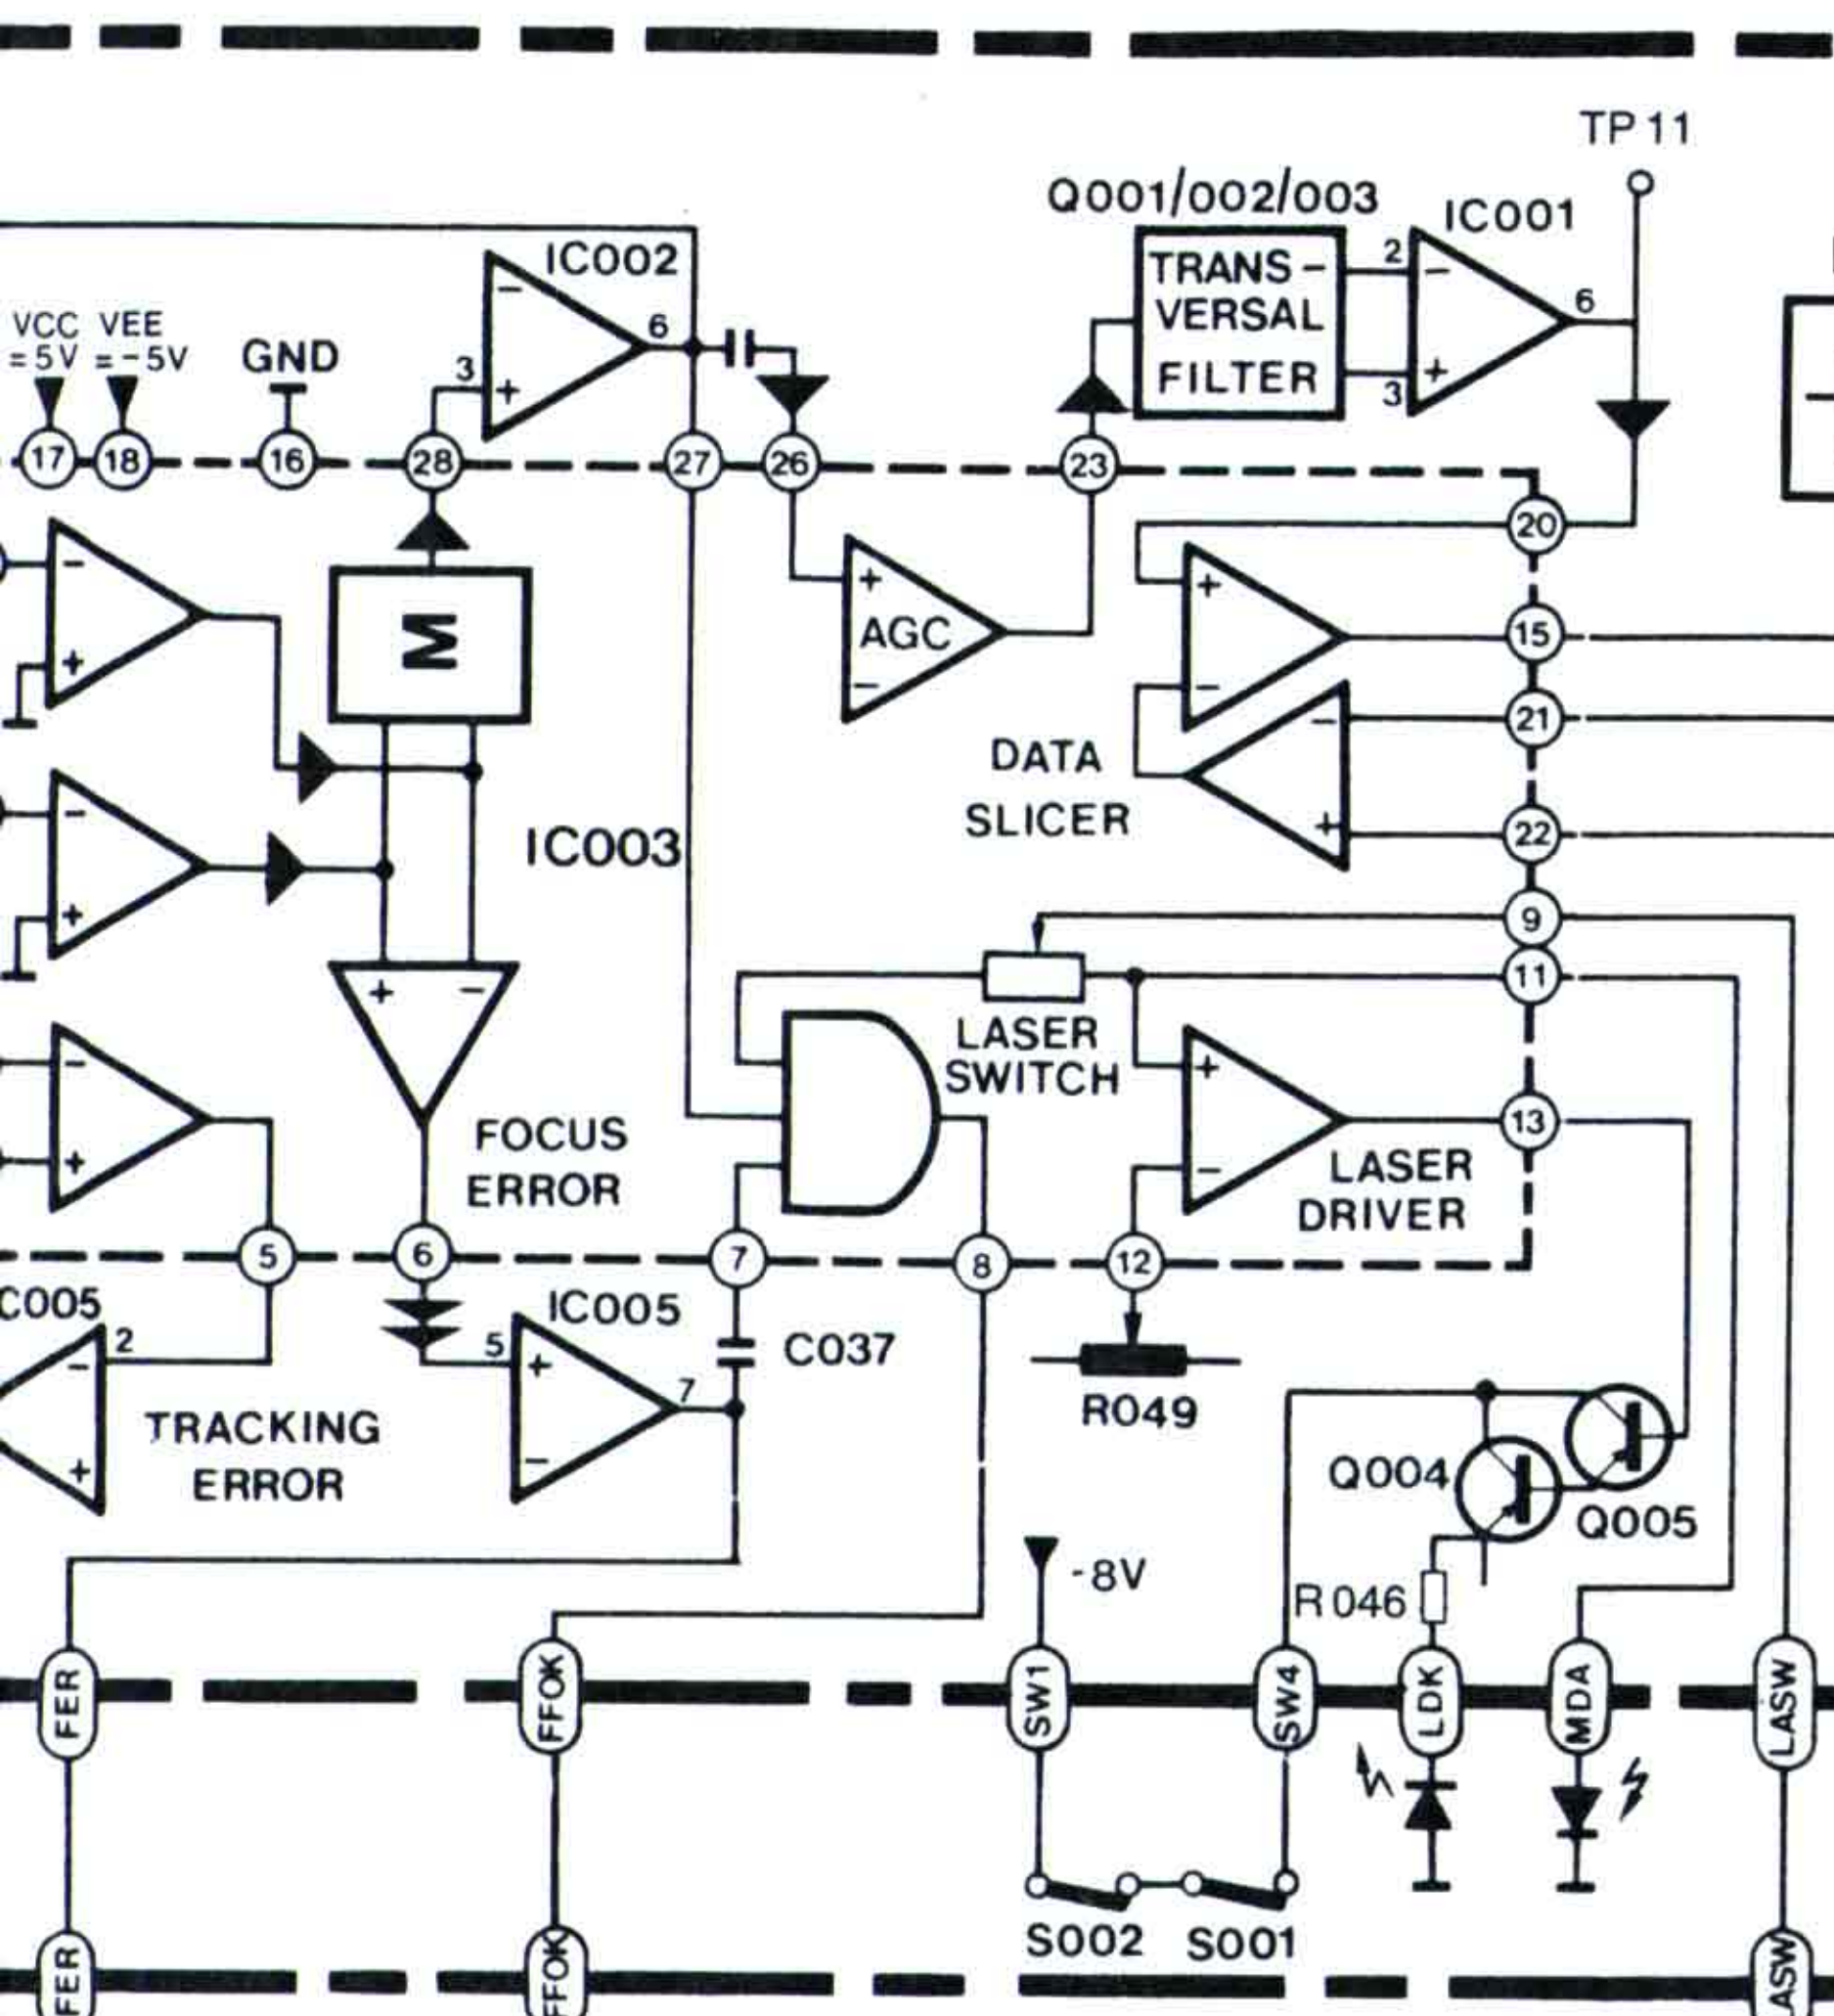 TP 11
Q001/002/003
IC001
IC002
TRANS-
VERSAL
FILTER
2
−
6
3
+
VCC VEE
=5V =-5V
GND
−
6
3
+
17
18
16
28
27
26
23
20
−
+
Σ
+
AGC
−
+
−
15
−
21
DATA
SLICER
+
22
−
+
IC003
9
11
+ −
LASER
SWITCH
−
+
FOCUS
ERROR
+
−
13
LASER
DRIVER
5
6
7
8
12
C005
2
−
+
IC005
5
+
7
−
C037
R049
TRACKING
ERROR
Q004
Q005
-8V
R046
FER
FFOK
SW1
SW4
LDK
MDA
LASW
S002 S001
FER
FFOK
ASW